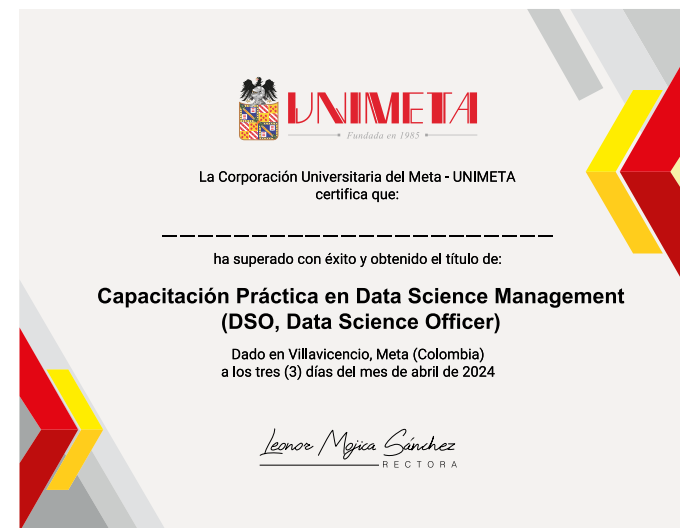 UNIMETA
Fundada en 1985
La Corporación Universitaria del Meta - UNIMETA
certifica que:
ha superado con éxito y obtenido el título de:
Capacitación Práctica en Data Science Management
(DSO, Data Science Officer)
Dado en Villavicencio, Meta (Colombia)
a los tres (3) días del mes de abril de 2024
Leonor Mojica Sánchez
RECTORA